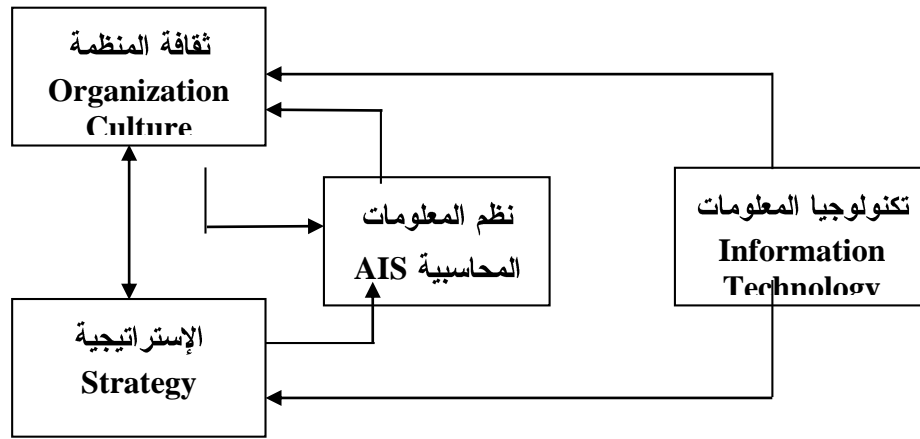 ثقافة المنظمة
Organization
Culture
نظم المعلومات
المحاسبية AIS
تكنولوجيا المعلومات
Information
Technology
الإستراتيجية
Strategy